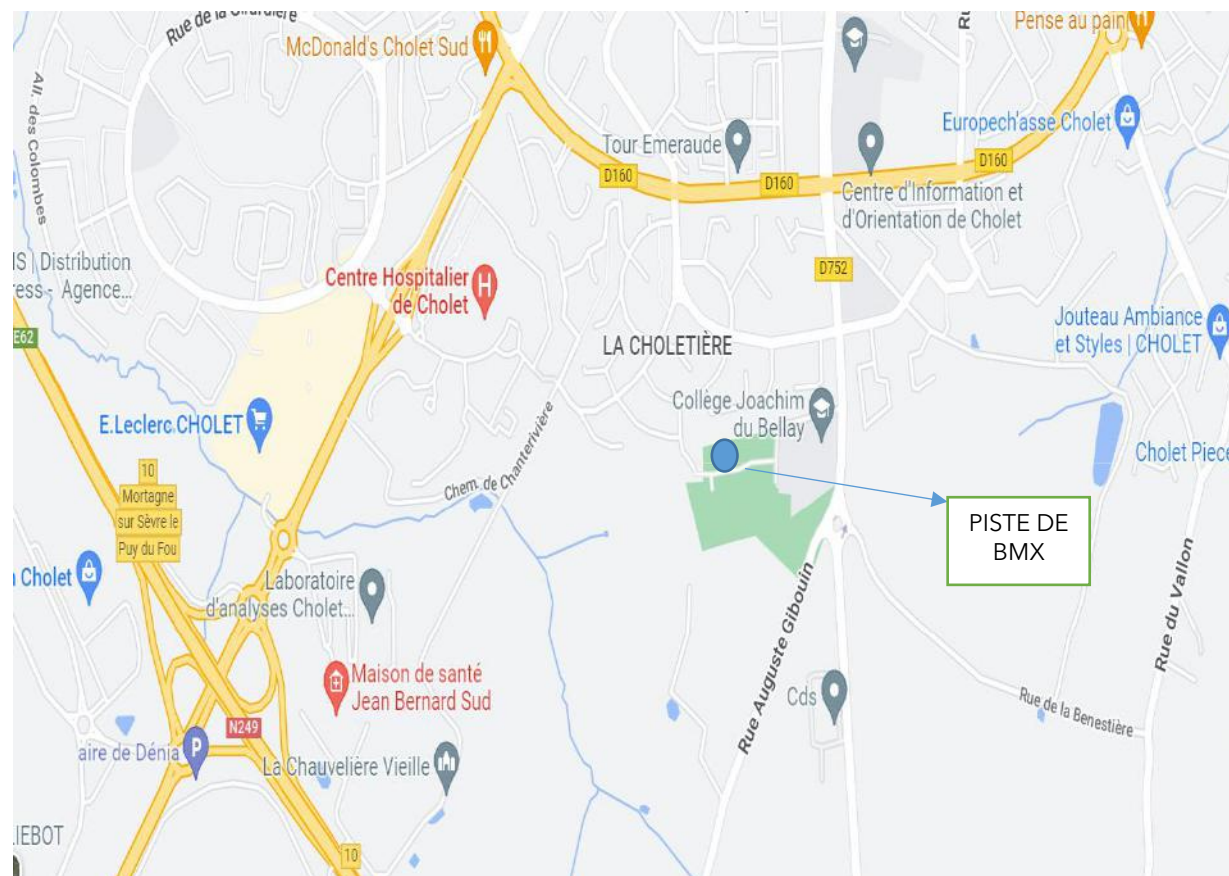 Rue de la Girardière
McDonald's Cholet Sud
Pense au pain
All. des Colombes
Europech'asse Cholet
Tour Emeraude
D160
D160
D160
Centre d'Information et
d'Orientation de Cholet
IS | Distribution
ress - Agence...
D752
Centre Hospitalier
de Cholet
H
E62
LA CHOLETIÈRE
Jouteau Ambiance
et Styles | CHOLET
Collège Joachim
du Bellay
E.Leclerc CHOLET
Chem. de Chanterivière
Cholet Piece
10
Mortagne
sur Sèvre le
Puy du Fou
PISTE DE
BMX
Cholet
Laboratoire
d'analyses Cholet...
Rue Auguste Gibouin
Rue du Vallon
Maison de santé
Jean Bernard Sud
Cds
Rue de la Benestière
N249
aire de Dénia
P
La Chauvelière Vieille
IEBOT
10